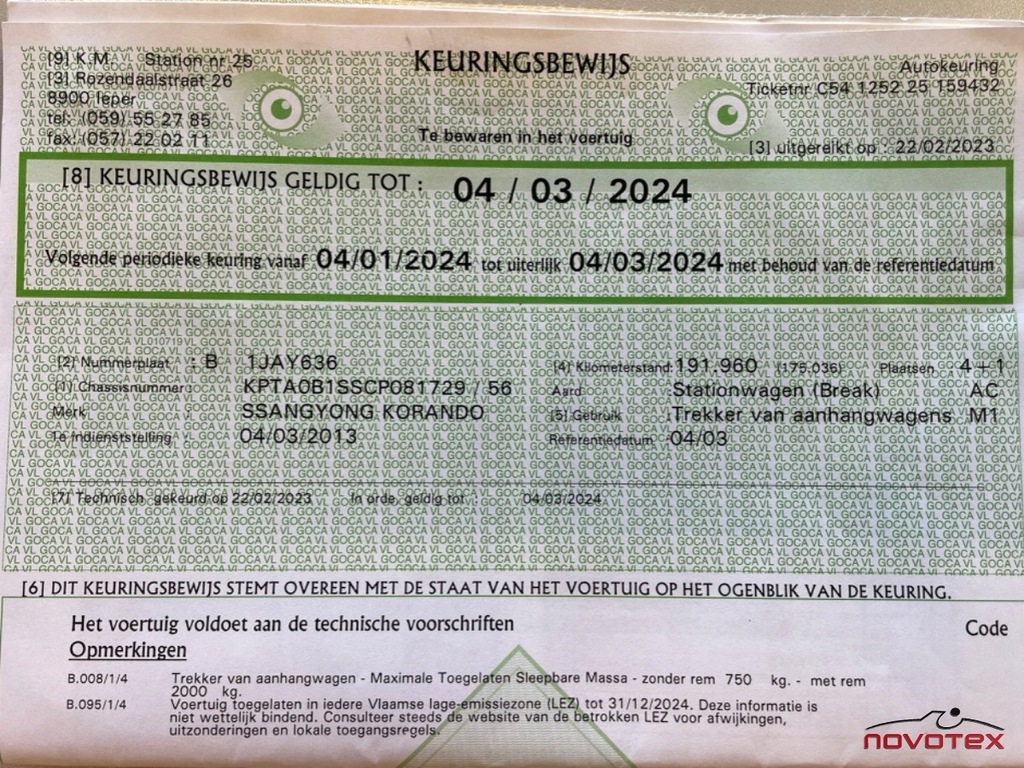 [9] K.M. Station nr 25
KEURINGSBEWIJS
Autokeuring
[3] Rozendaalstraat 26
Ticketnr C54 1252 25 159432
8900 Ieper
tel: (059) 55 27 85
Te bewaren in het voertuig
fax: (057) 22 02 11
[3] uitgereikt op : 22/02/2023
[8] KEURINGSBEWIJS GELDIG TOT : 04 / 03 / 2024
Volgende periodieke keuring vanaf 04/01/2024 tot uiterlijk 04/03/2024 met behoud van de referentiedatum
[2] Nummerplaat : B 1JAY636
[4] Kilometerstand: 191.960 (175.036) Plaatsen 4+1
[1] Chassisnummer: KPTA0B1SSCP081729 / 56
Aard :Stationwagen (Break) AC
Merk SSANGYONG KORANDO
[5] Gebruik :Trekker van aanhangwagens M1
Te Indienststelling 04/03/2013
Referentiedatum :04/03
[7] Technisch gekeurd op 22/02/2023 In orde, geldig tot : 04/03/2024
[6] DIT KEURINGSBEWIJS STEMT OVEREEN MET DE STAAT VAN HET VOERTUIG OP HET OGENBLIK VAN DE KEURING.
Het voertuig voldoet aan de technische voorschriften
Code
Opmerkingen
B.008/1/4 Trekker van aanhangwagen - Maximale Toegelaten Sleepbare Massa - zonder rem 750 kg. - met rem
2000 kg.
B.095/1/4 Voertuig toegelaten in iedere Vlaamse lage-emissiezone (LEZ) tot 31/12/2024. Deze informatie is
niet wettelijk bindend. Consulteer steeds de website van de betrokken LEZ voor afwijkingen,
uitzonderingen en lokale toegangsregels.
novotex